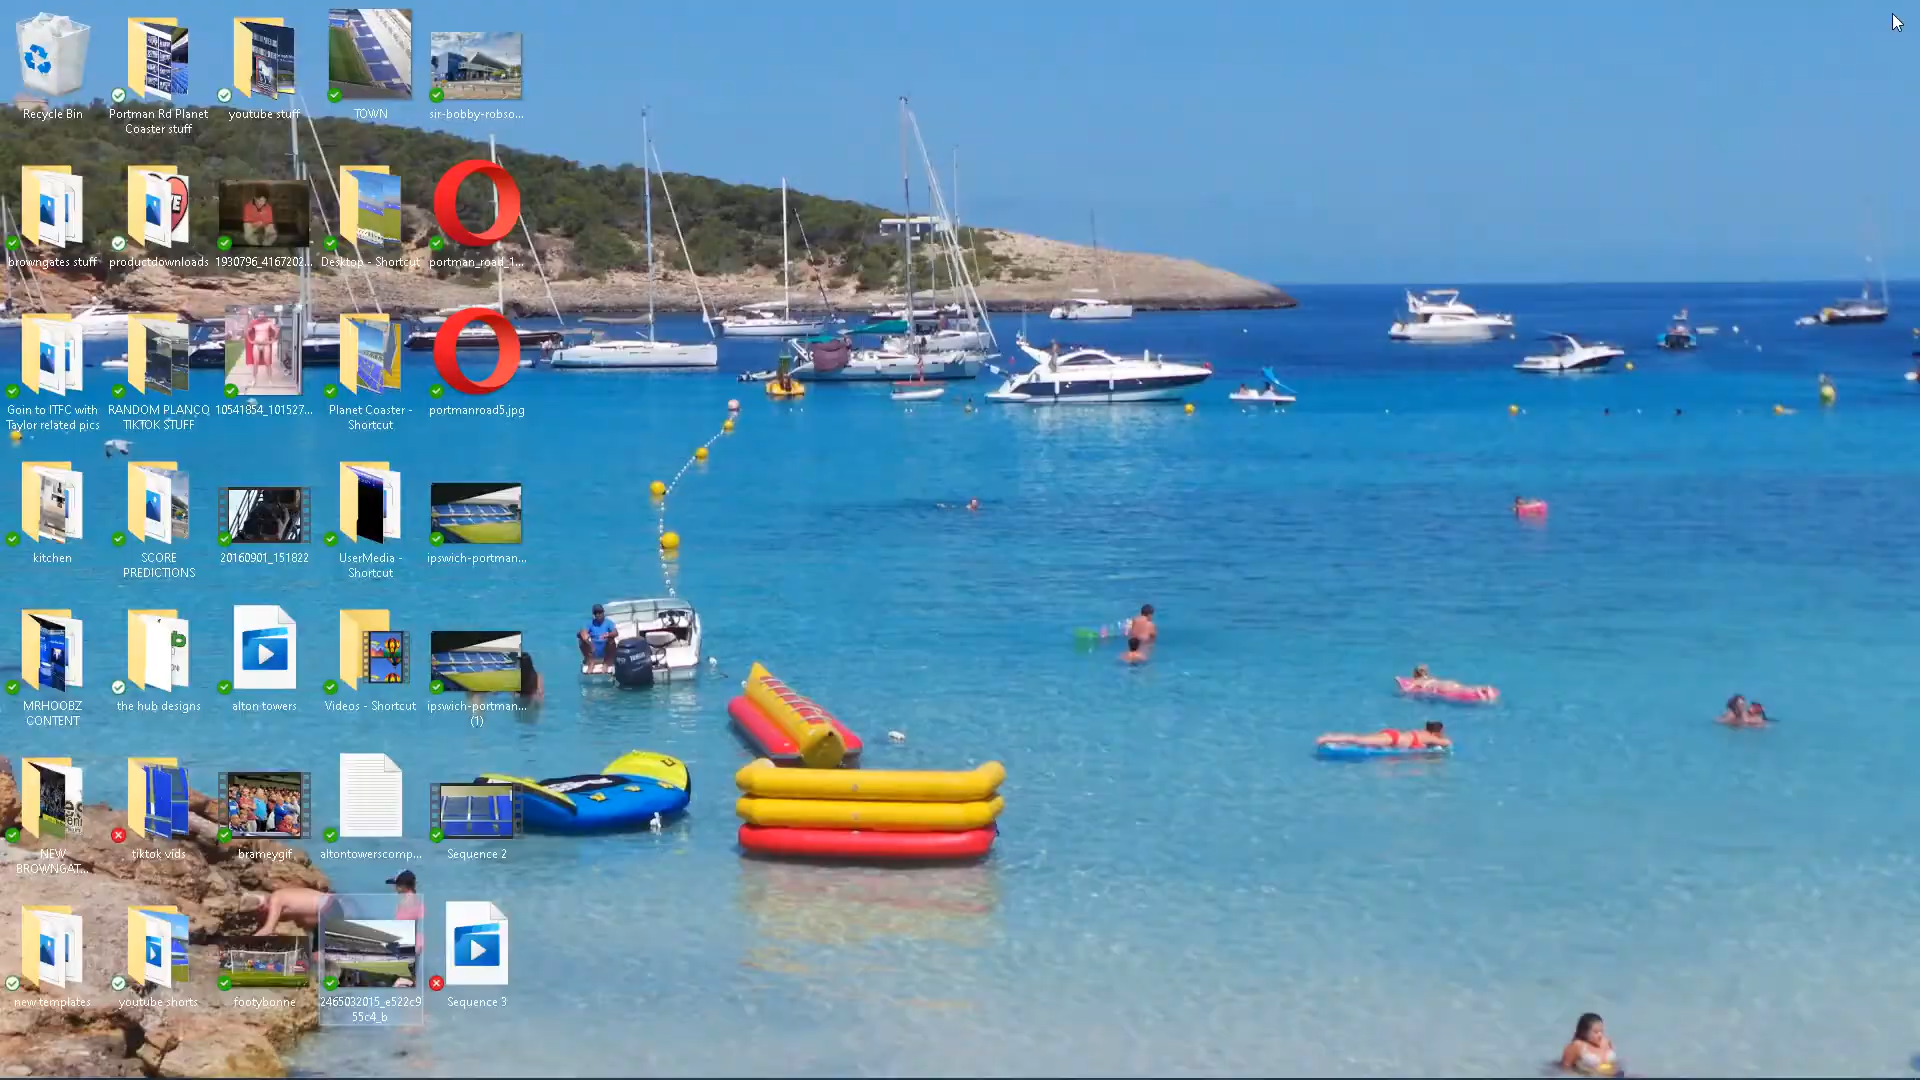 Recycle Bin
Portman Rd Planet
Coaster stuff
youtube stuff
TOWN
sir-bobby-robso...
browngates stuff
productdownloads
1930796_4167202...
Desktop - Shortcut
portman_road_1...
Goin to ITFC with
Taylor related pics
RANDOM PLANCO
TIKTOK STUFF
10541854_101527...
Planet Coaster -
Shortcut
portmanroad5.jpg
kitchen
SCORE
PREDICTIONS
20160901_151822
UserMedia -
Shortcut
ipswich-portman...
MRHOOBZ
CONTENT
the hub designs
alton towers
Videos - Shortcut
ipswich-portman...
(1)
NEW
BROWNGAT...
tiktok vids
brameygif
altontowerscomp...
Sequence 2
new templates
youtube shorts
footybonne
2465032015_e522c9
55c4_b
Sequence 3